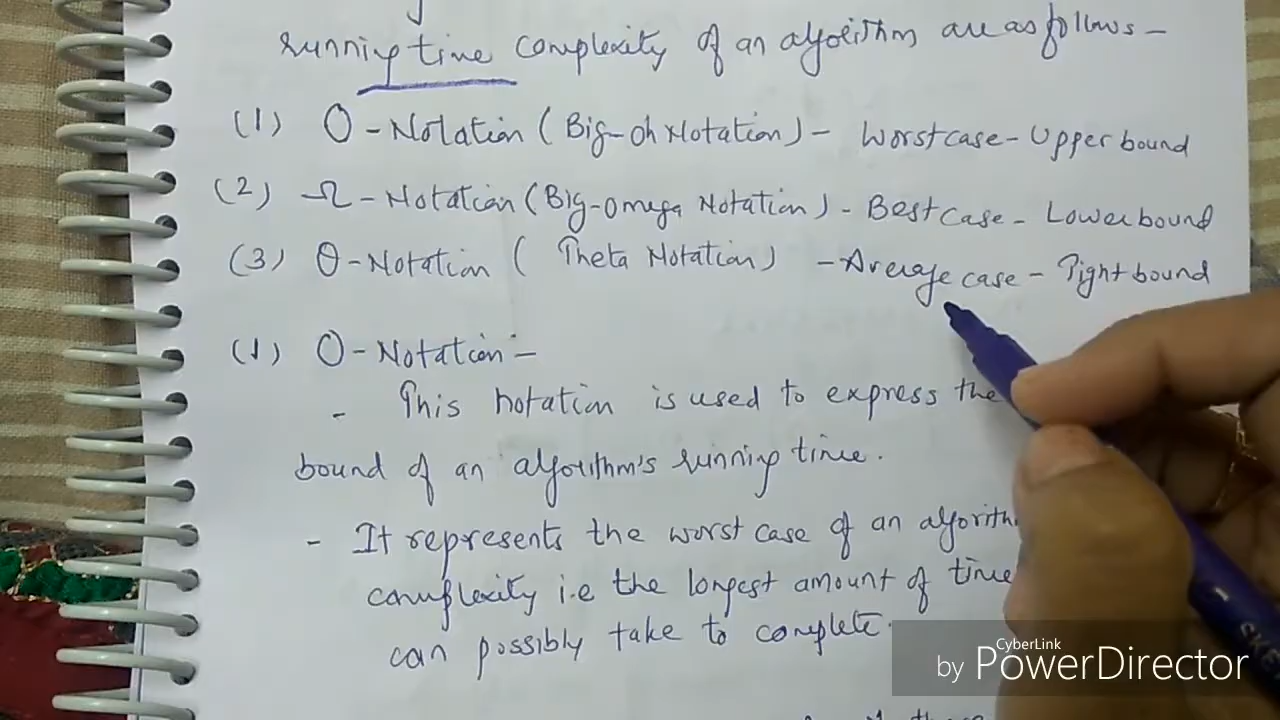 running time complexity of an algorithm are as follows -
(1) O - Notation (Big-Oh Notation) - Worst case - Upper bound
(2) Ω - Notation (Big-Omega Notation) - Best case - Lower bound
(3) θ - Notation ( Theta Notation) - Average case - Tight bound
(1) O - Notation :-
- This notation is used to express the
bound of an algorithm's running time.
- It represents the worst case of an algorith
complexity i.e the longest amount of time
can possibly take to complete.
CyberLink
by PowerDirector